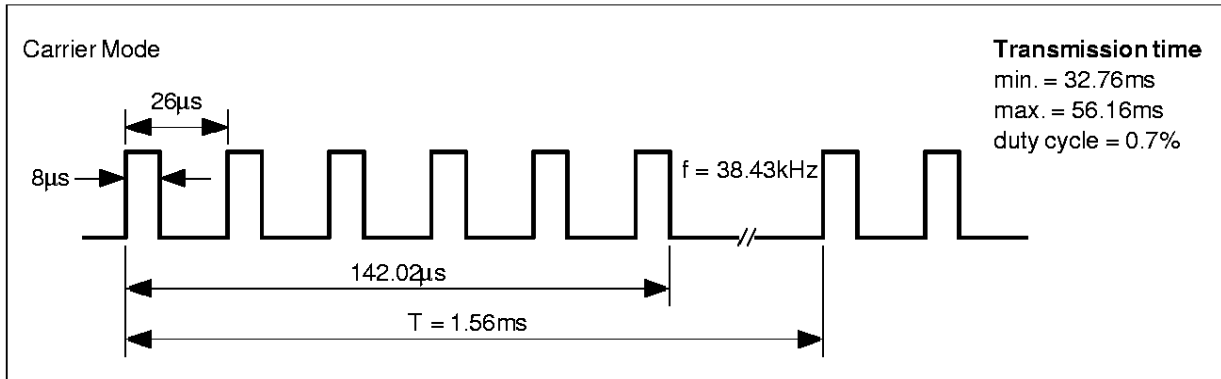 Carrier Mode
Transmission time
min. = 32.76ms
max. = 56.16ms
duty cycle = 0.7%
26μs
8μs
f = 38.43kHz
142.02μs
T = 1.56ms